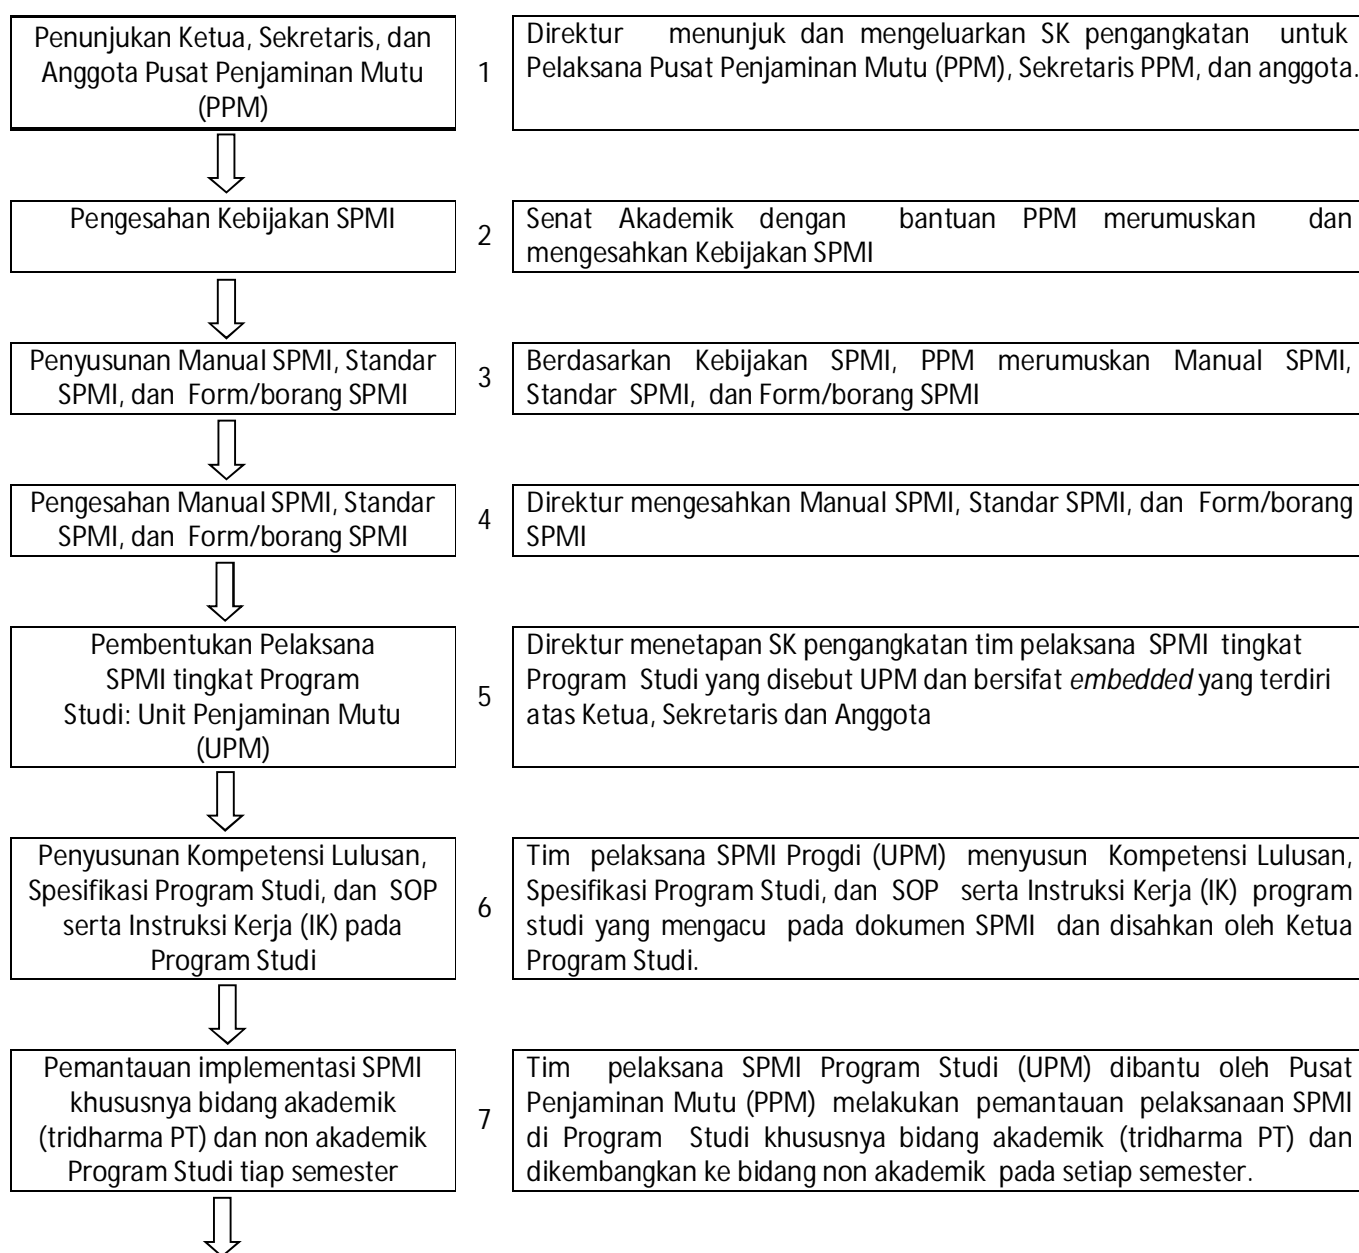 Penunjukan Ketua, Sekretaris, dan
Anggota Pusat Penjaminan Mutu
(PPM)
1
Direktur menunjuk dan mengeluarkan SK pengangkatan untuk
Pelaksana Pusat Penjaminan Mutu (PPM), Sekretaris PPM, dan anggota.
Pengesahan Kebijakan SPMI
2
Senat Akademik dengan bantuan PPM merumuskan dan
mengesahkan Kebijakan SPMI
Penyusunan Manual SPMI, Standar
SPMI, dan Form/borang SPMI
3
Berdasarkan Kebijakan SPMI, PPM merumuskan Manual SPMI,
Standar SPMI, dan Form/borang SPMI
Pengesahan Manual SPMI, Standar
SPMI, dan Form/borang SPMI
4
Direktur mengesahkan Manual SPMI, Standar SPMI, dan Form/borang
SPMI
Pembentukan Pelaksana
SPMI tingkat Program
Studi: Unit Penjaminan Mutu
(UPM)
5
Direktur menetapan SK pengangkatan tim pelaksana SPMI tingkat
Program Studi yang disebut UPM dan bersifat embedded yang terdiri
atas Ketua, Sekretaris dan Anggota
Penyusunan Kompetensi Lulusan,
Spesifikasi Program Studi, dan SOP
serta Instruksi Kerja (IK) pada
Program Studi
6
Tim pelaksana SPMI Progdi (UPM) menyusun Kompetensi Lulusan,
Spesifikasi Program Studi, dan SOP serta Instruksi Kerja (IK) program
studi yang mengacu pada dokumen SPMI dan disahkan oleh Ketua
Program Studi.
Pemantauan implementasi SPMI
khususnya bidang akademik
(tridharma PT) dan non akademik
Program Studi tiap semester
7
Tim pelaksana SPMI Program Studi (UPM) dibantu oleh Pusat
Penjaminan Mutu (PPM) melakukan pemantauan pelaksanaan SPMI
di Program Studi khususnya bidang akademik (tridharma PT) dan
dikembangkan ke bidang non akademik pada setiap semester.